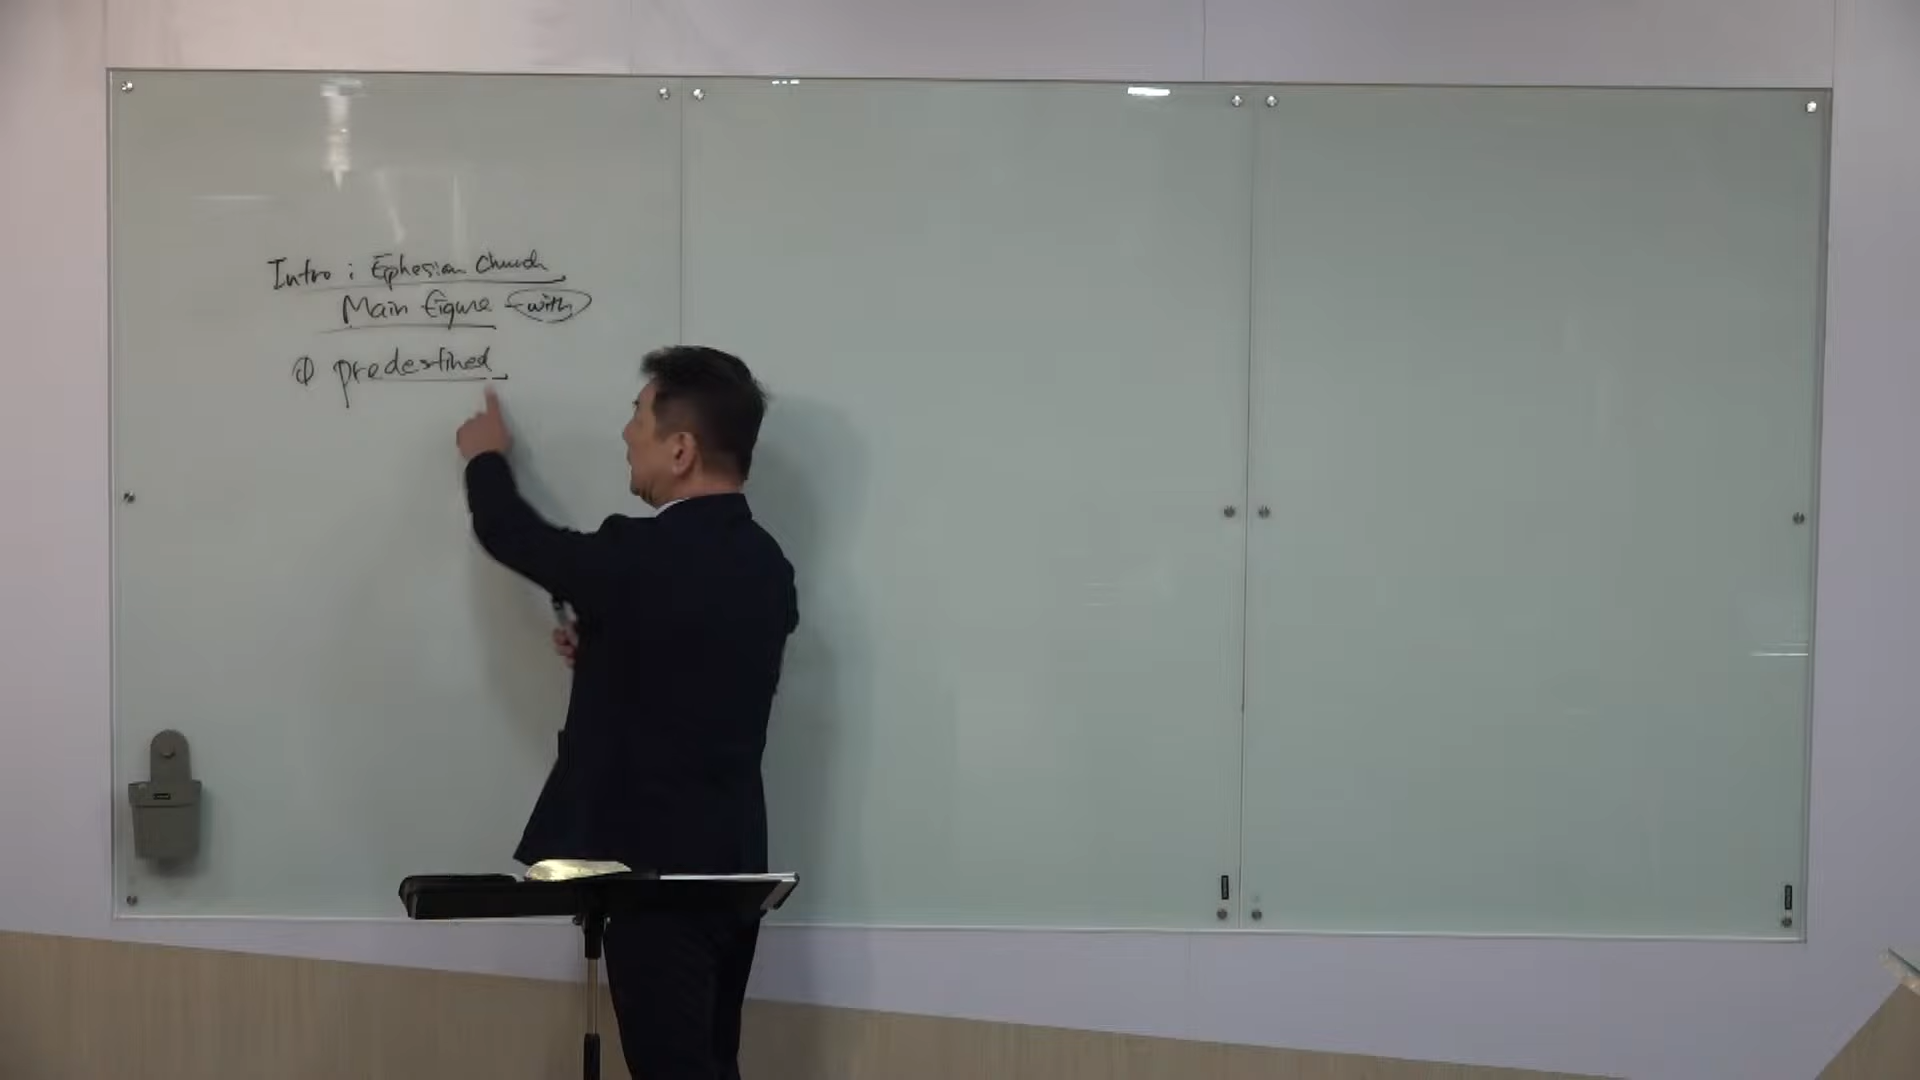 Intro : Ephesian Church
Main Figure - with
① predestined